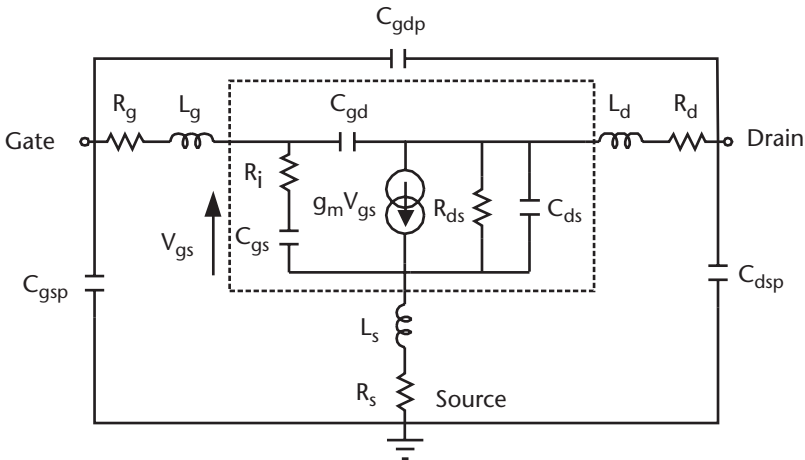 C_gdp
R_g L_g C_gd L_d R_d
Gate Drain
R_i
g_mV_gs R_ds C_ds
C_gs
V_gs
C_gsp C_dsp
L_s
R_s Source